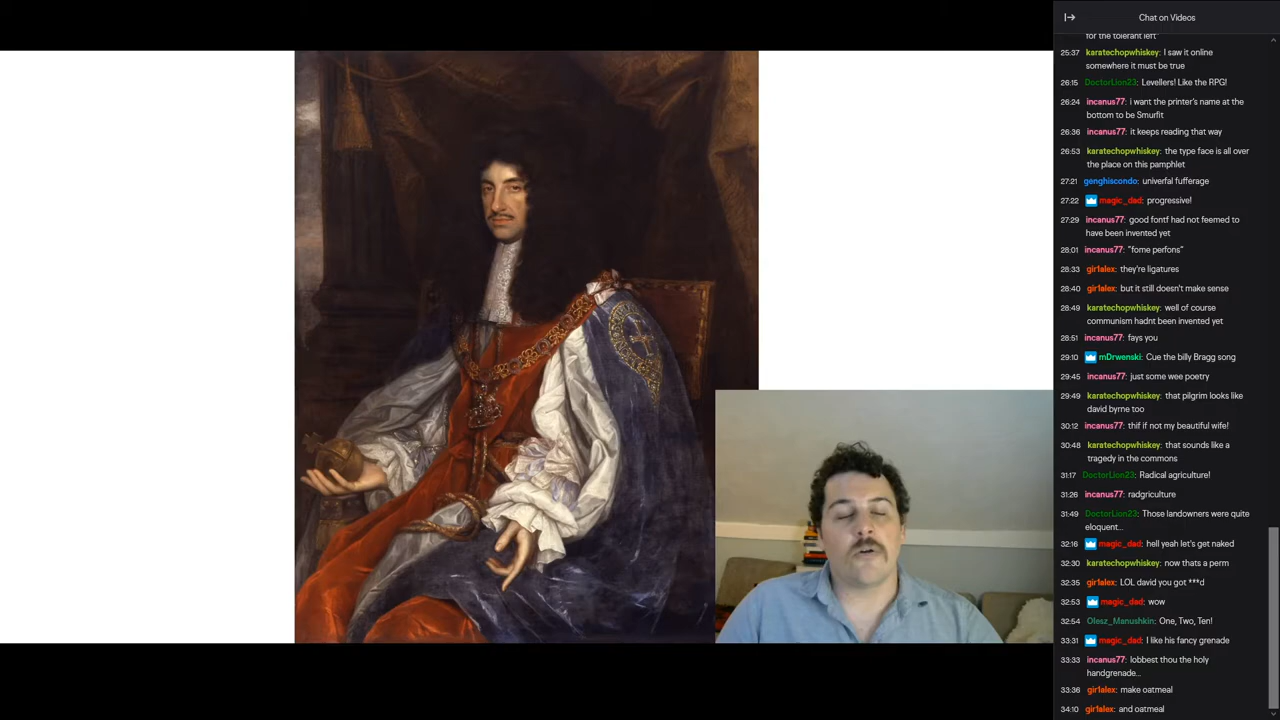 Chat on Videos
for the tolerant left"
25:37 karatechopwhiskey: I saw it online
somewhere it must be true
26:15 DoctorLion23: Levellers! Like the RPG!
26:24 incanus77: i want the printer's name at the
bottom to be Smurfit
26:36 incanus77: it keeps reading that way
26:53 karatechopwhiskey: the type face is all over
the place on this pamphlet
27:21 genghiscondo: univerfal fufferage
27:22 magic_dad: progressive!
27:29 incanus77: good fontf had not feemed to
have been invented yet
28:01 incanus77: "fome perfons"
28:33 gir1alex: they're ligatures
28:40 gir1alex: but it still doesn't make sense
28:49 karatechopwhiskey: well of course
communism hadnt been invented yet
28:51 incanus77: fays you
29:10 mDrwenski: Cue the billy Bragg song
29:45 incanus77: just some wee poetry
29:49 karatechopwhiskey: that pilgrim looks like
david byrne too
30:12 incanus77: thif if not my beautiful wife!
30:48 karatechopwhiskey: that sounds like a
tragedy in the commons
31:17 DoctorLion23: Radical agriculture!
31:26 incanus77: radgriculture
31:49 DoctorLion23: Those landowners were quite
eloquent...
32:16 magic_dad: hell yeah let's get naked
32:30 karatechopwhiskey: now thats a perm
32:35 gir1alex: LOL david you got ***d
32:53 magic_dad: wow
32:54 Olesz_Manushkin: One, Two, Ten!
33:31 magic_dad: I like his fancy grenade
33:33 incanus77: lobbest thou the holy
handgrenade...
33:36 gir1alex: make oatmeal
34:10 gir1alex: and oatmeal